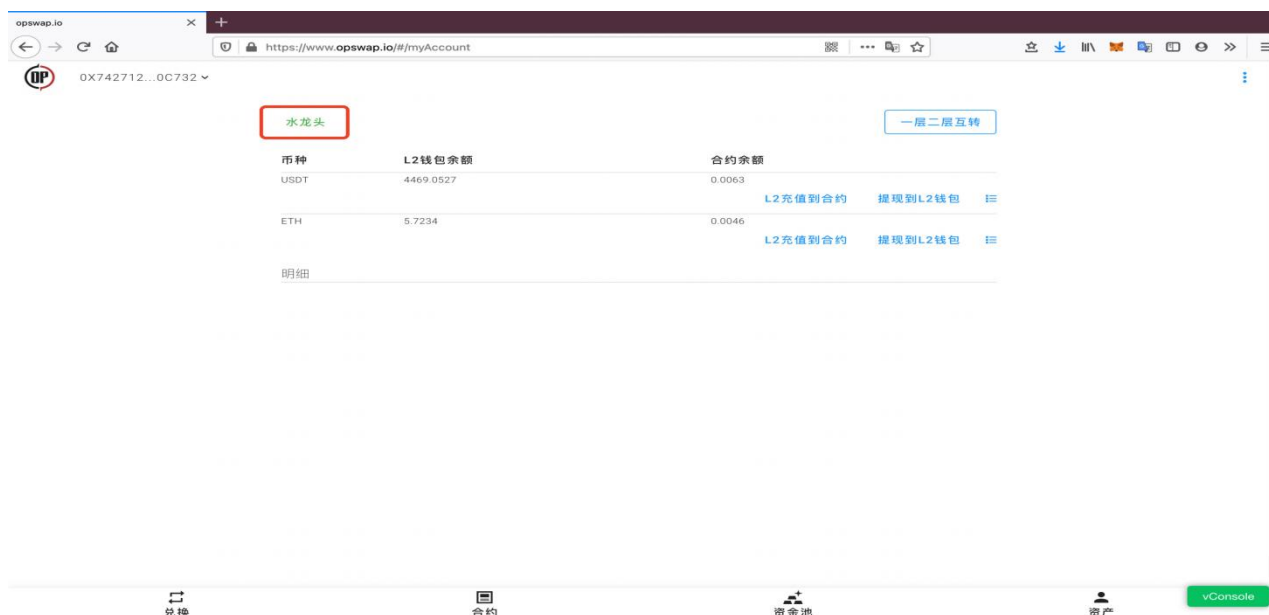 opswap.io
https://www.opswap.io/#/myAccount
OP 0X742712...0C732
水龙头 一层二层互转
币种 L2钱包余额 合约余额
USDT 4469.0527 0.0063
L2充值到合约 提现到L2钱包
ETH 5.7234 0.0046
L2充值到合约 提现到L2钱包
明细
兑换 合约 资金池 资产 vConsole